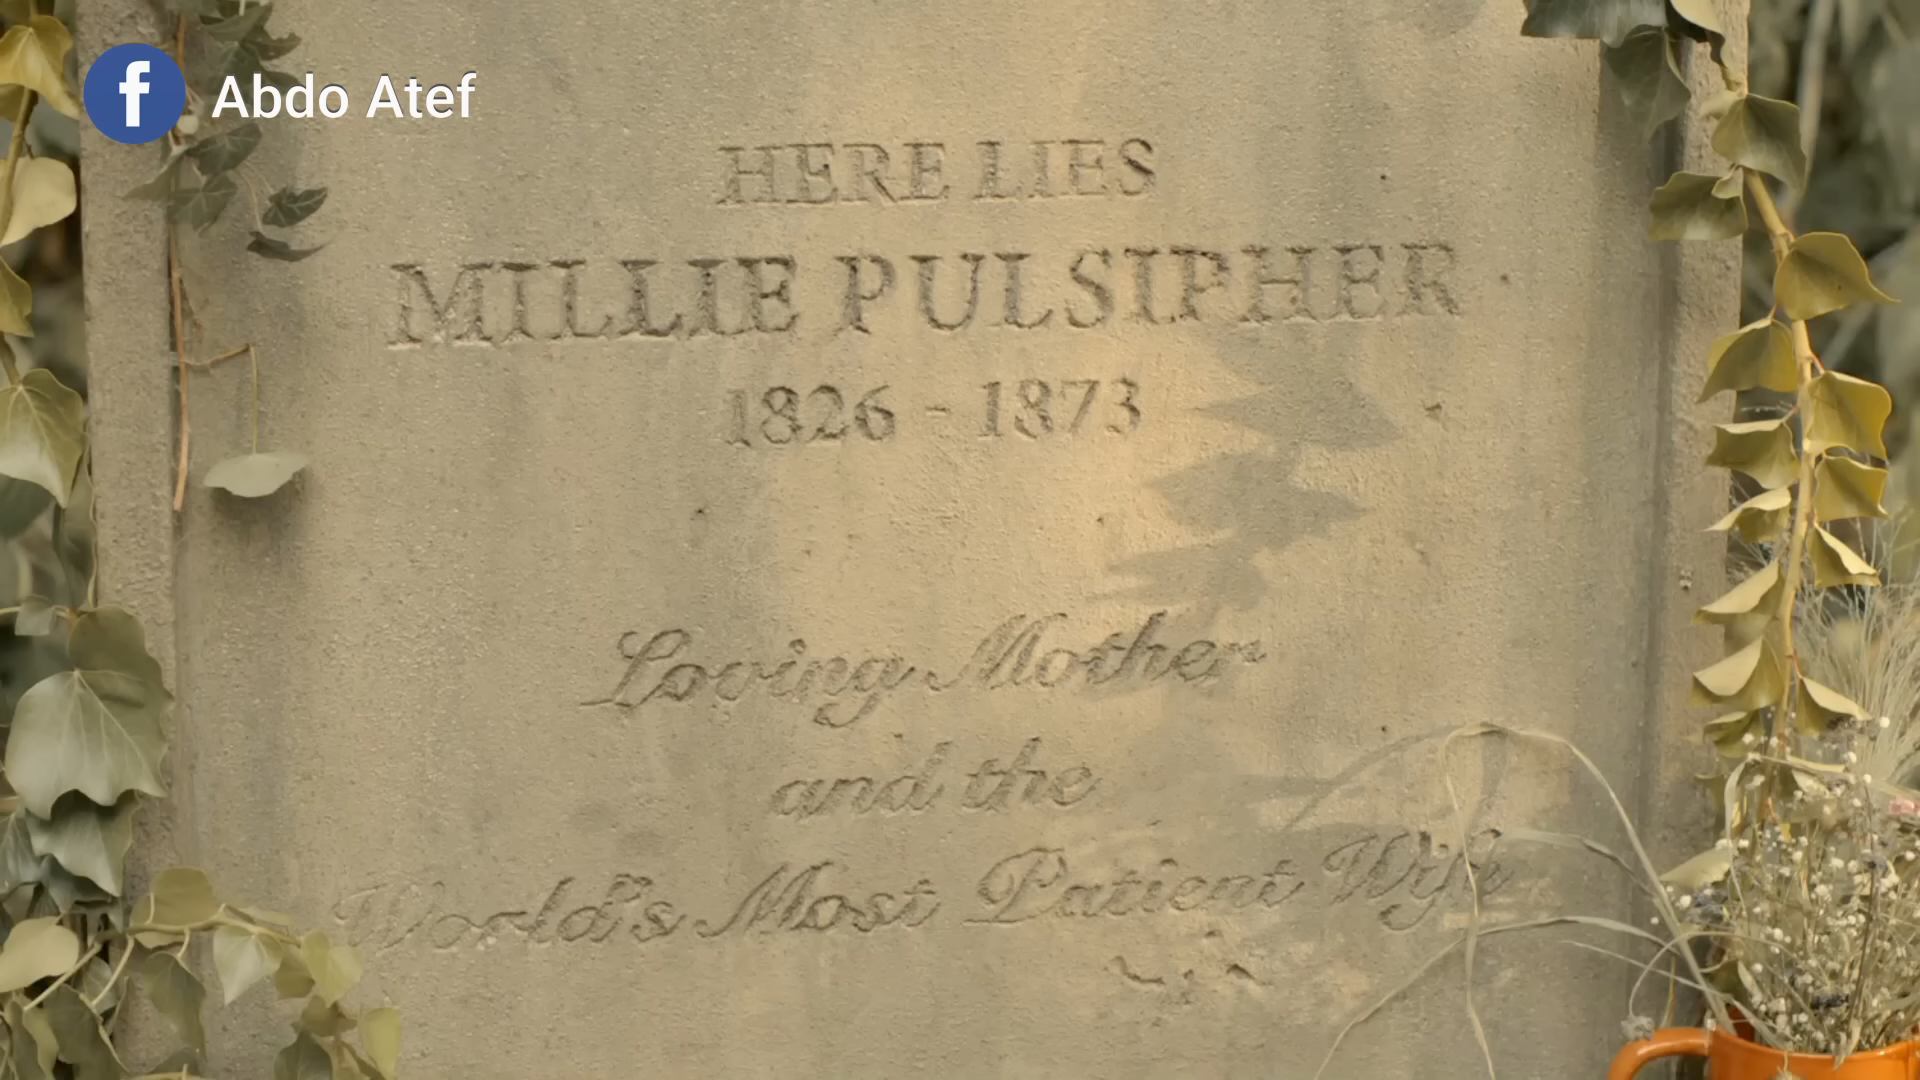 f Abdo Atef
HERE LIES
MILLIE PULSIPHER
1826 - 1873
Loving Mother
and the
World's Most Patient Wife